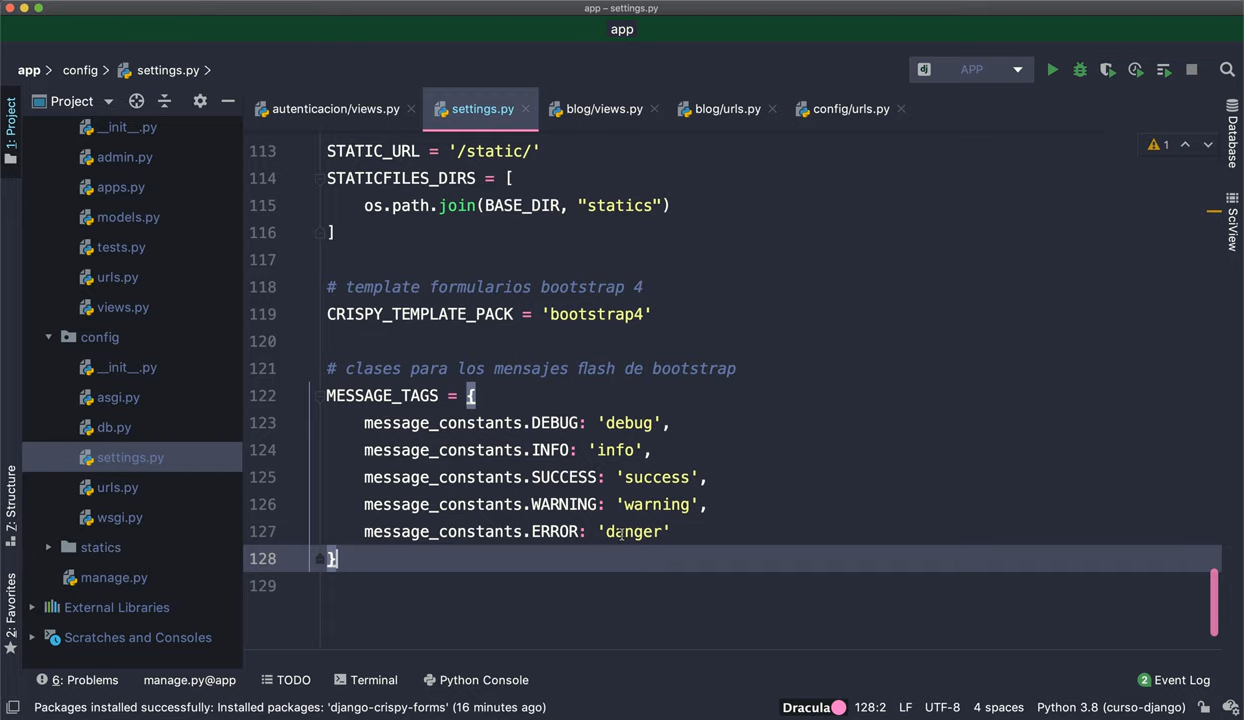 app – settings.py
app
app
config
settings.py
APP
Project
autenticacion/views.py
settings.py
blog/views.py
blog/urls.py
config/urls.py
1: Project
7: Structure
2: Favorites
__init__.py
admin.py
apps.py
models.py
tests.py
urls.py
views.py
config
__init__.py
asgi.py
db.py
settings.py
urls.py
wsgi.py
statics
manage.py
External Libraries
Scratches and Consoles
113 STATIC_URL = '/static/'
114 STATICFILES_DIRS = [
115 os.path.join(BASE_DIR, "statics")
116 ]
117
118 # template formularios bootstrap 4
119 CRISPY_TEMPLATE_PACK = 'bootstrap4'
120
121 # clases para los mensajes flash de bootstrap
122 MESSAGE_TAGS = {
123 message_constants.DEBUG: 'debug',
124 message_constants.INFO: 'info',
125 message_constants.SUCCESS: 'success',
126 message_constants.WARNING: 'warning',
127 message_constants.ERROR: 'danger'
128 }
129
1
Database
SciView
6: Problems
manage.py@app
TODO
Terminal
Python Console
2 Event Log
Packages installed successfully: Installed packages: 'django-crispy-forms' (16 minutes ago)
Dracula
128:2
LF
UTF-8
4 spaces
Python 3.8 (curso-django)